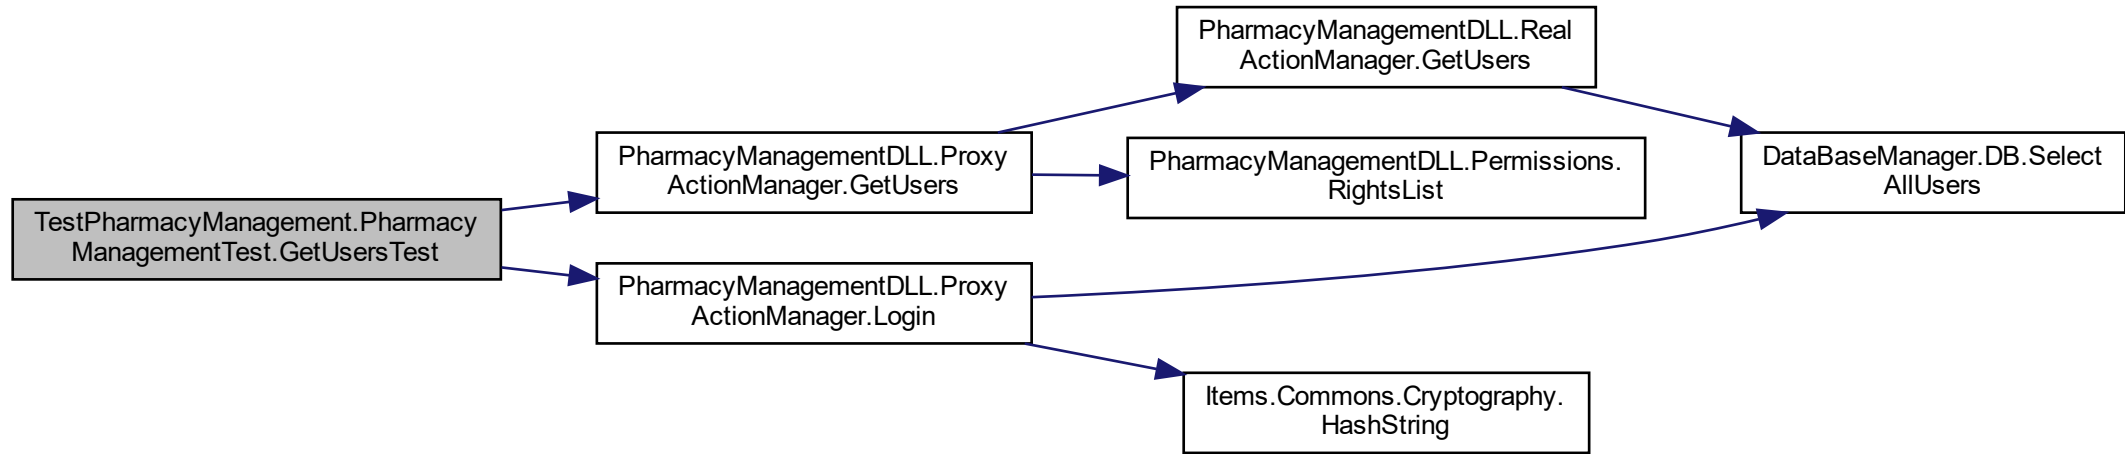 PharmacyManagementDLL.Real
ActionManager.GetUsers
PharmacyManagementDLL.Proxy
ActionManager.GetUsers
PharmacyManagementDLL.Permissions.
RightsList
DataBaseManager.DB.Select
AllUsers
TestPharmacyManagement.Pharmacy
ManagementTest.GetUsersTest
PharmacyManagementDLL.Proxy
ActionManager.Login
Items.Commons.Cryptography.
HashString